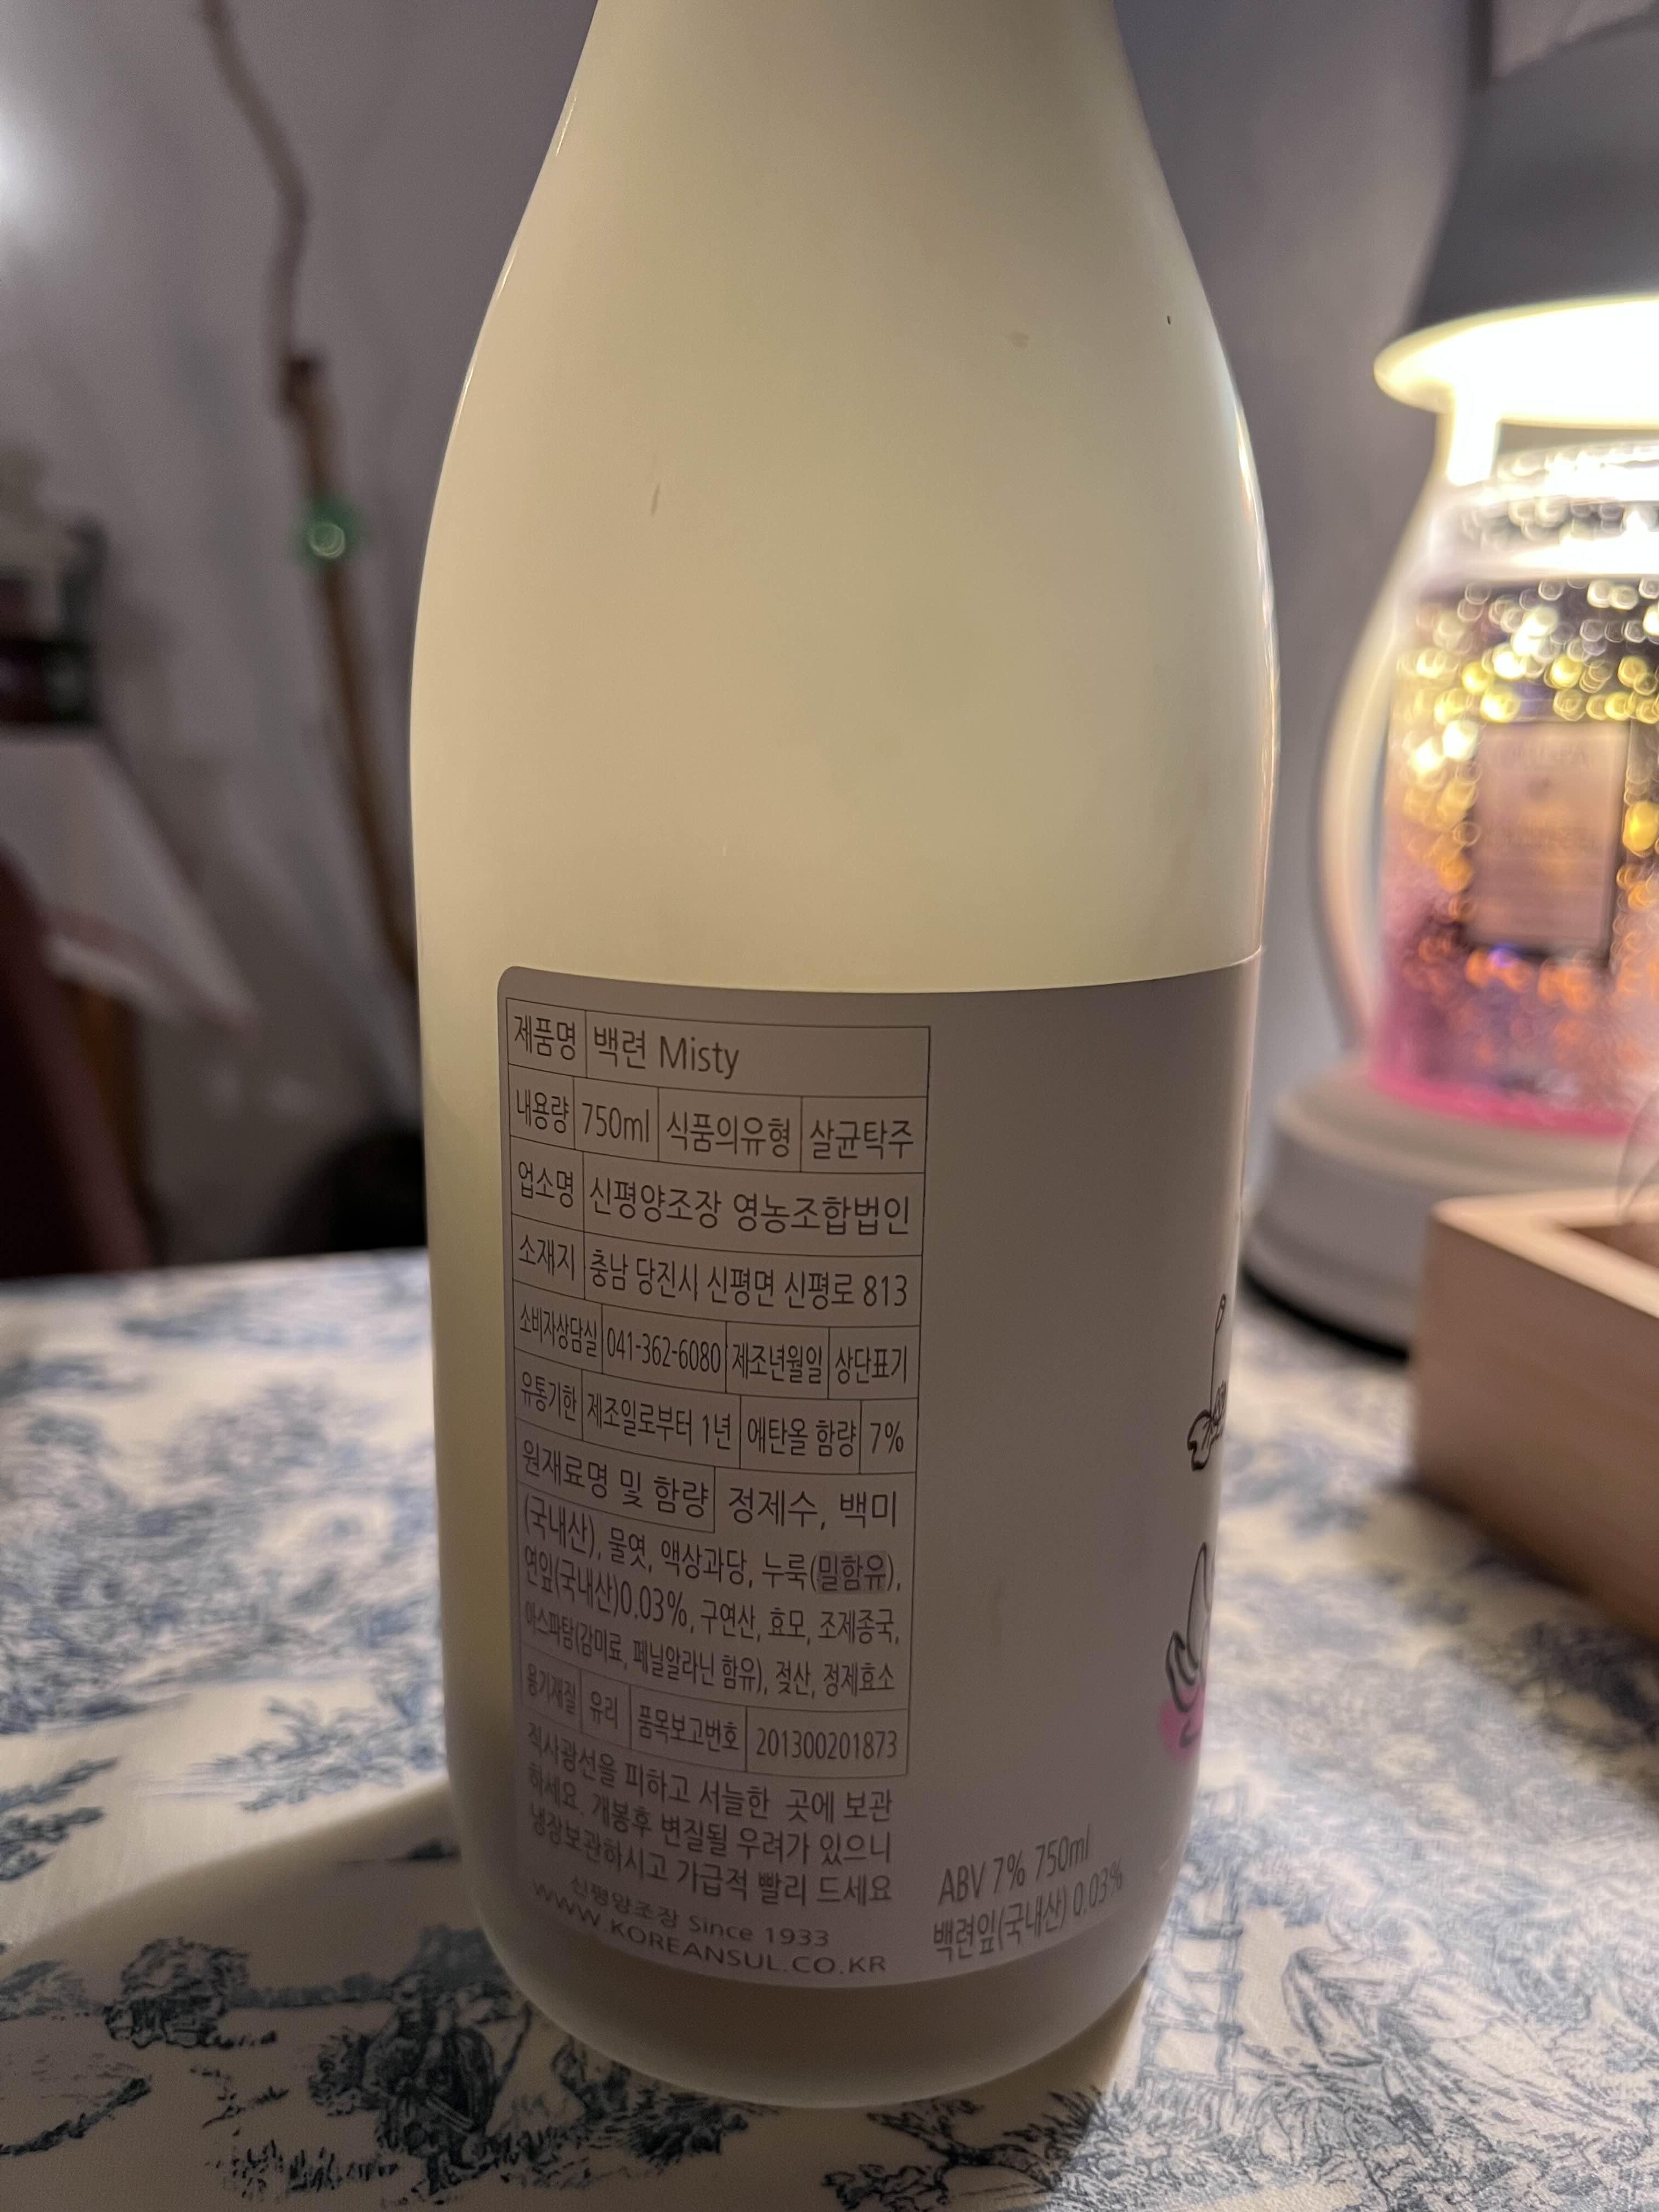 제품명 백련 Misty
내용량 750ml 식품의유형 살균탁주
업소명 신평양조장 영농조합법인
소재지 충남 당진시 신평면 신평로 813
소비자상담실 041-362-6080 제조년월일 상단표기
유통기한 제조일로부터 1년 에탄올 함량 7%
원재료명 및 함량 정제수, 백미
(국내산), 물엿, 액상과당, 누룩(밀함유),
연잎(국내산)0.03%, 구연산, 효모, 조제종국,
아스파탐(감미료, 페닐알라닌 함유), 젖산, 정제효소
용기재질 유리 품목보고번호 201300201873
직사광선을 피하고 서늘한 곳에 보관
하세요. 개봉후 변질될 우려가 있으니
냉장보관하시고 가급적 빨리 드세요
신평양조장 Since 1933
WWW.KOREANSUL.CO.KR
ABV 7% 750ml
백련잎(국내산) 0.03%